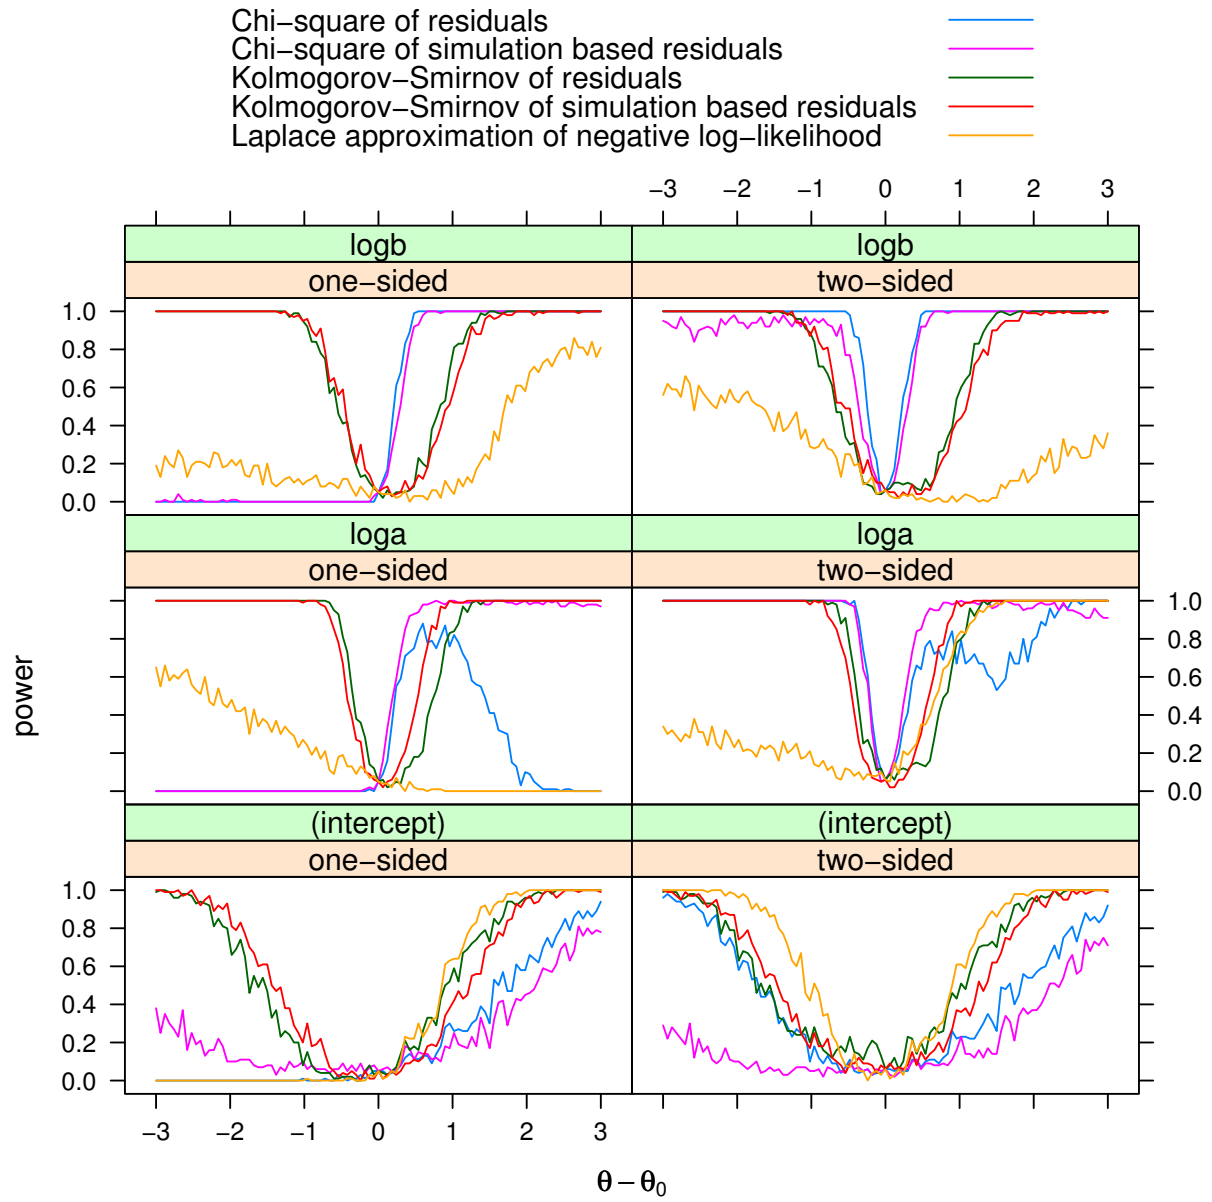 Chi−square of residuals
Chi−square of simulation based residuals
Kolmogorov−Smirnov of residuals
Kolmogorov−Smirnov of simulation based residuals
Laplace approximation of negative log−likelihood
−3 −2 −1 0 1 2 3
logb logb
one−sided two−sided
1.0
0.8
0.6
0.4
0.2
0.0
loga loga
one−sided two−sided
1.0
0.8
0.6
0.4
0.2
0.0
power
(intercept) (intercept)
one−sided two−sided
1.0
0.8
0.6
0.4
0.2
0.0
−3 −2 −1 0 1 2 3
θ − θ₀